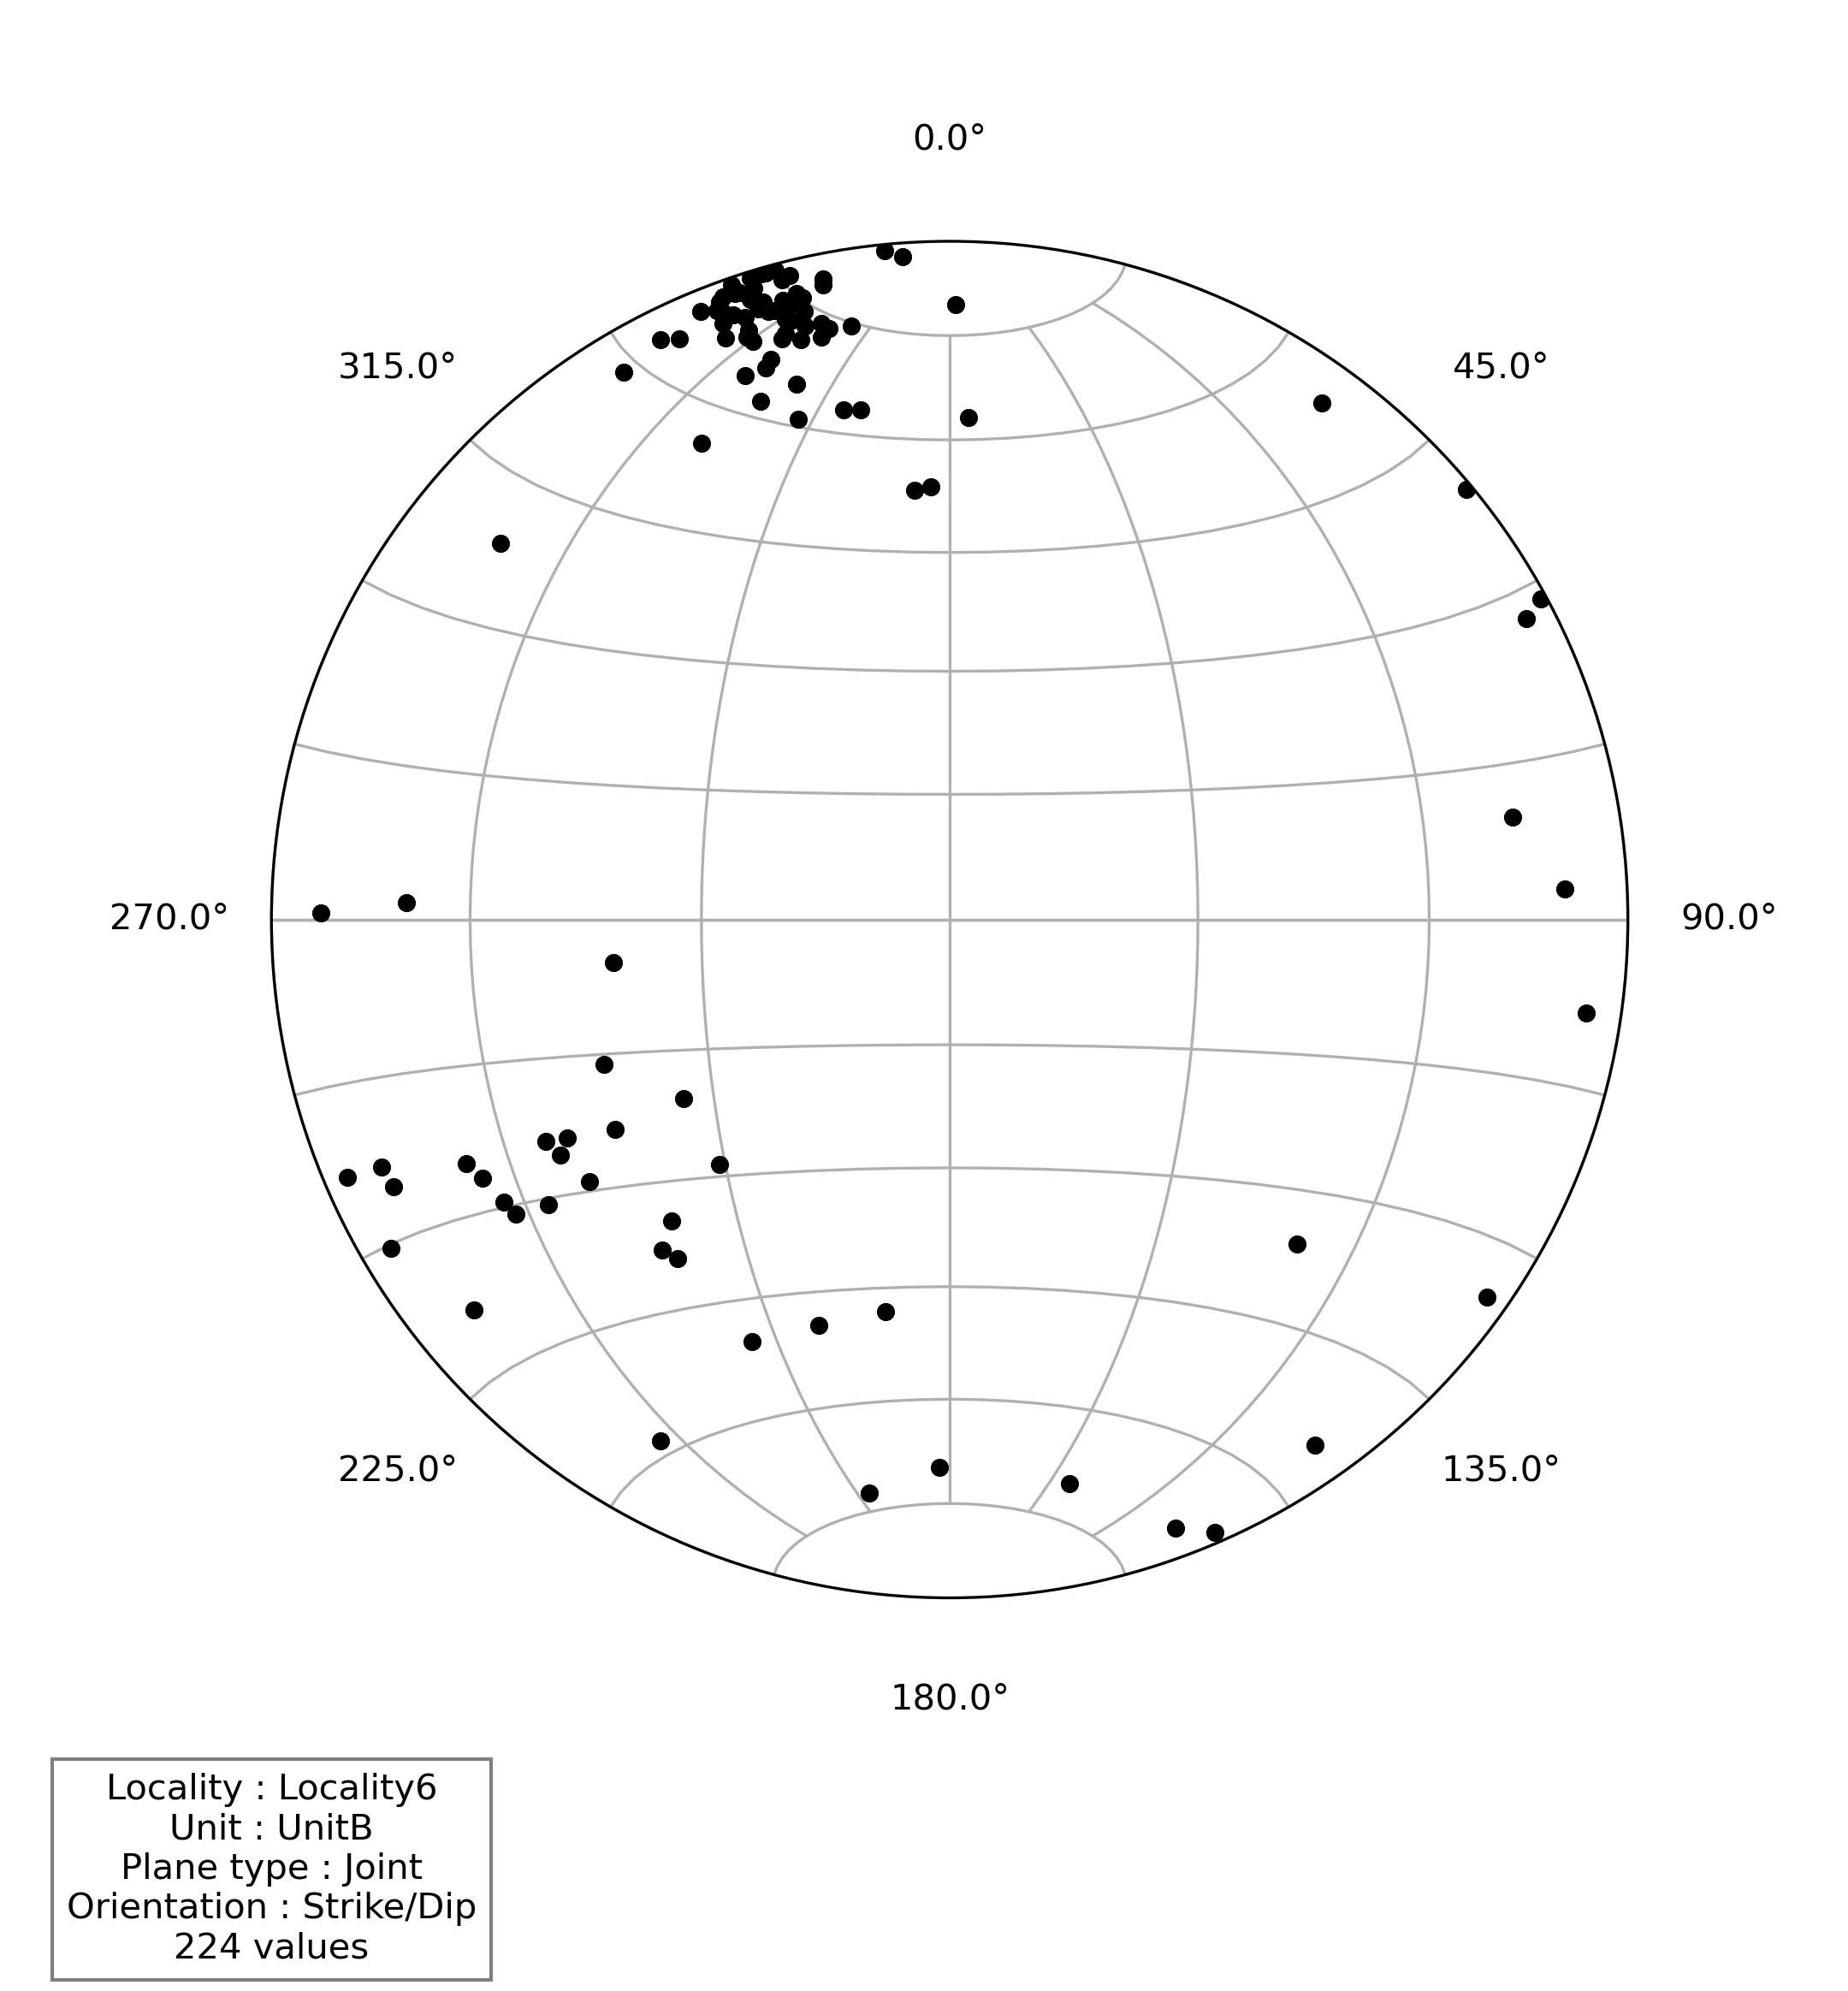 0.0°
315.0°
45.0°
270.0°
90.0°
225.0°
135.0°
180.0°
Locality : Locality6
Unit : UnitB
Plane type : Joint
Orientation : Strike/Dip
224 values